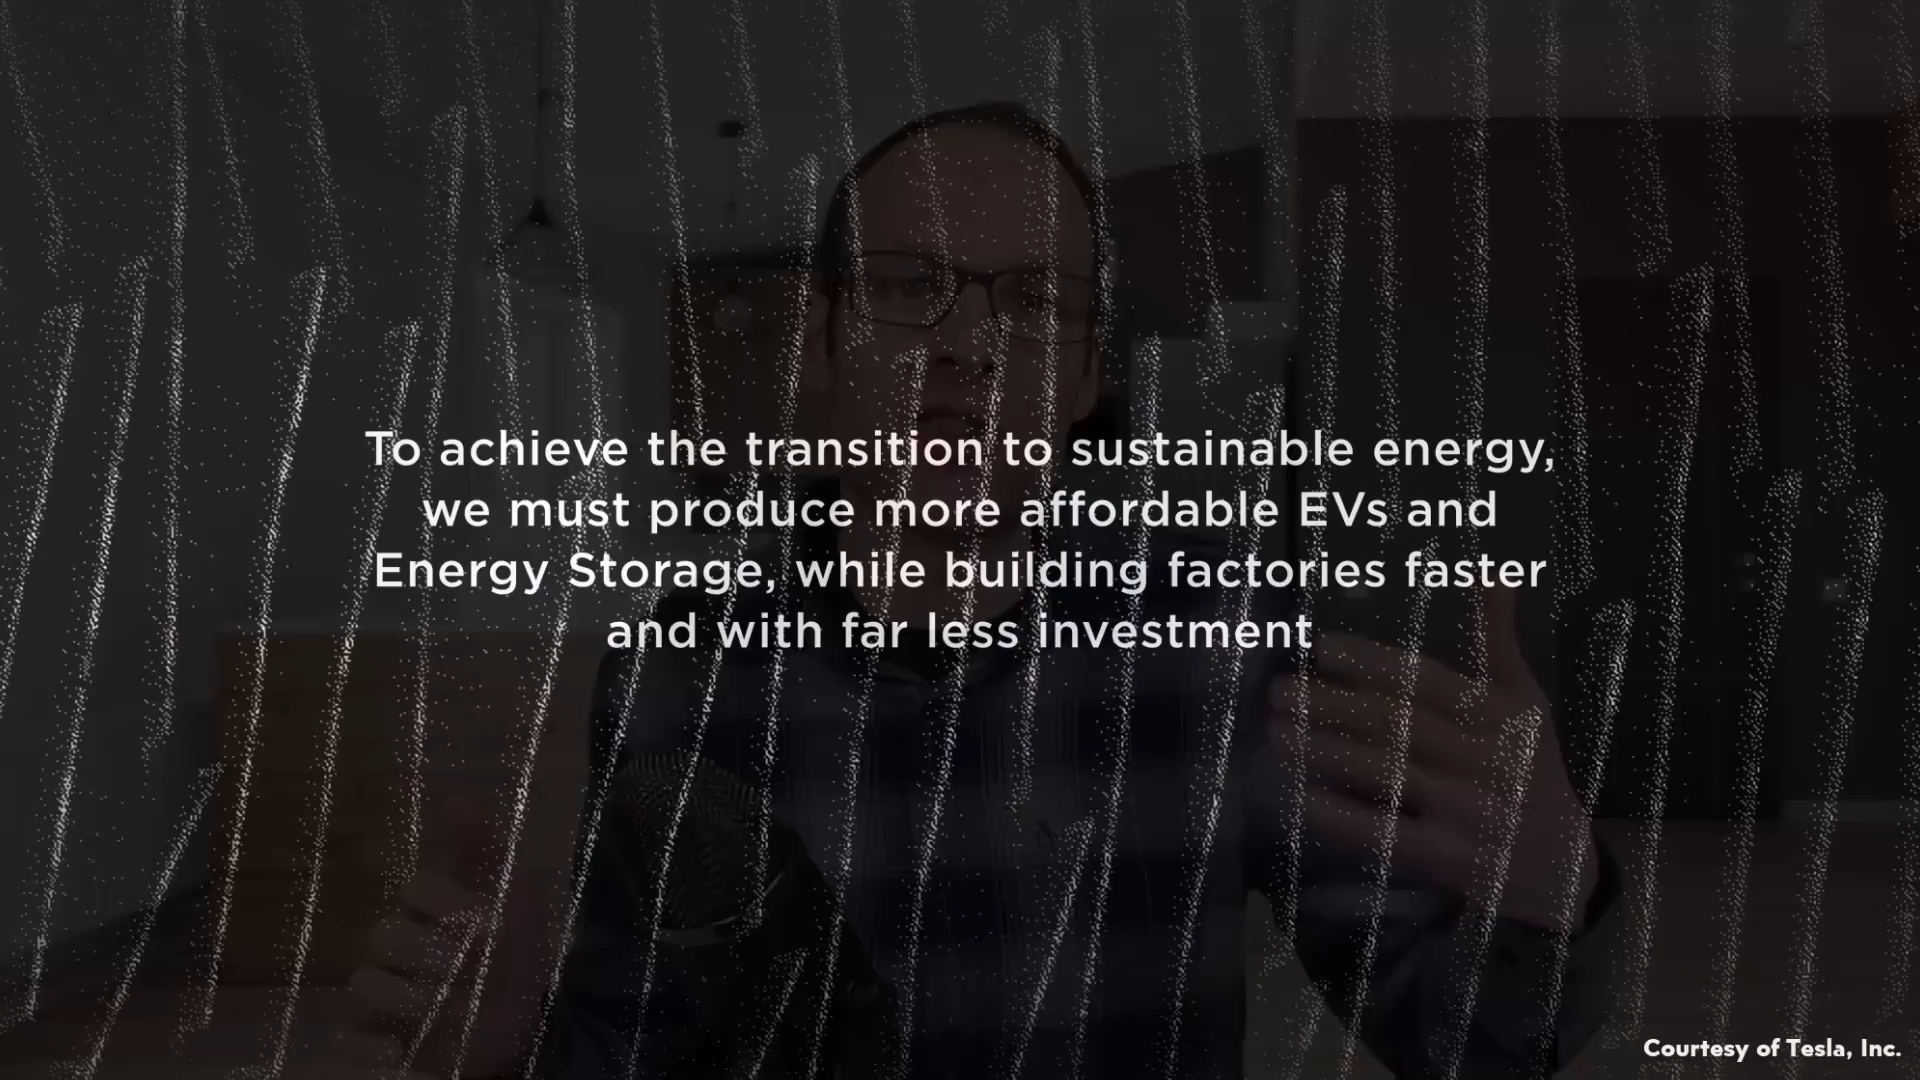 To achieve the transition to sustainable energy,
we must produce more affordable EVs and
Energy Storage, while building factories faster
and with far less investment
Courtesy of Tesla, Inc.